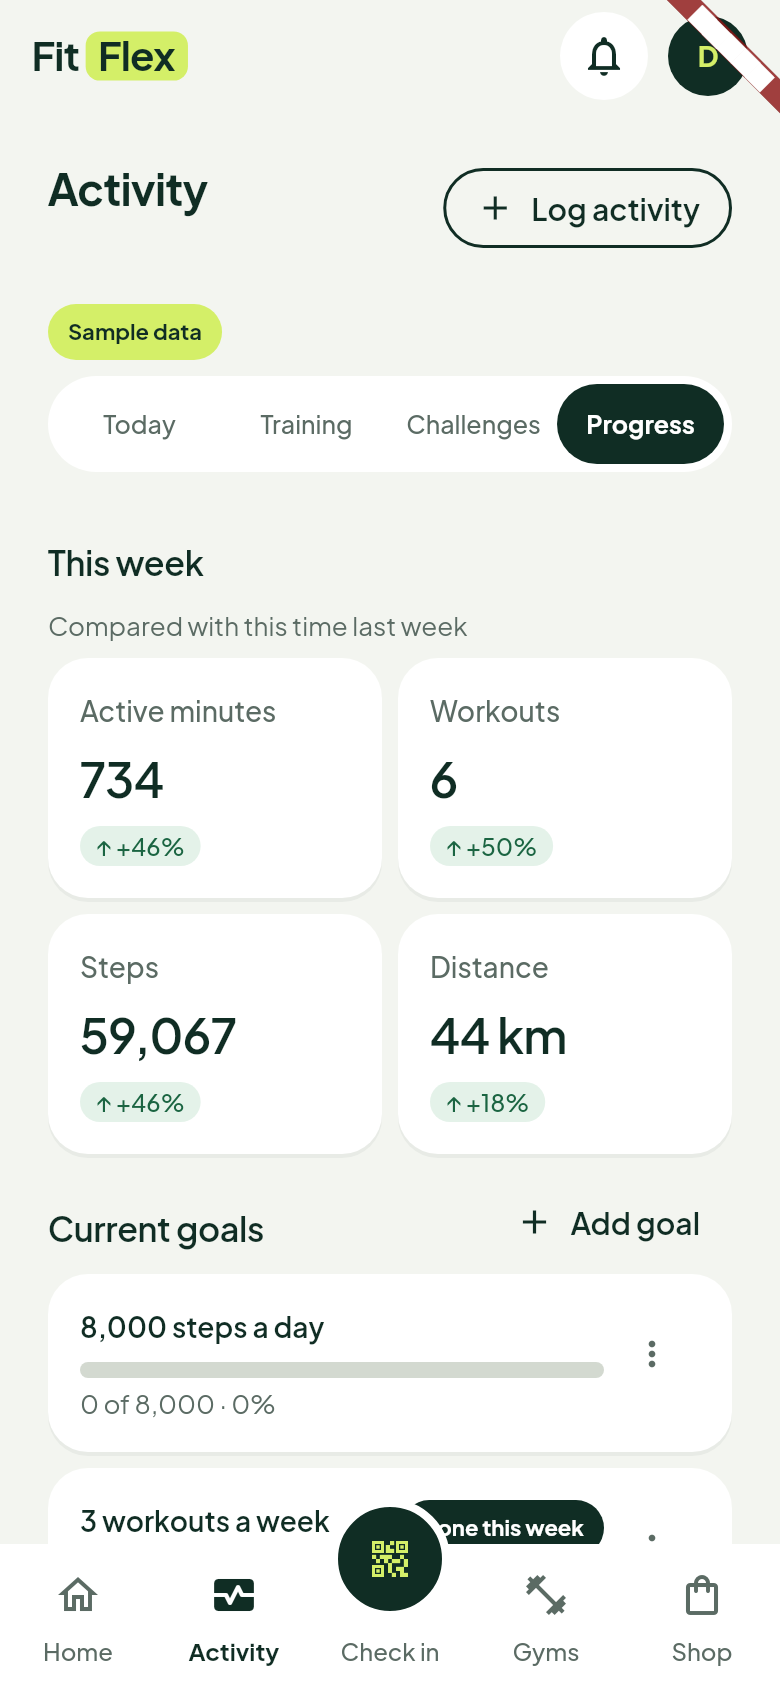 Fit Flex
D
Activity
+ Log activity
Sample data
Today Training Challenges Progress
This week
Compared with this time last week
Active minutes
734
↑ +46%
Workouts
6
↑ +50%
Steps
59,067
↑ +46%
Distance
44 km
↑ +18%
Current goals
+ Add goal
8,000 steps a day
0 of 8,000 · 0%
3 workouts a week
this week
Home Activity Check in Gyms Shop